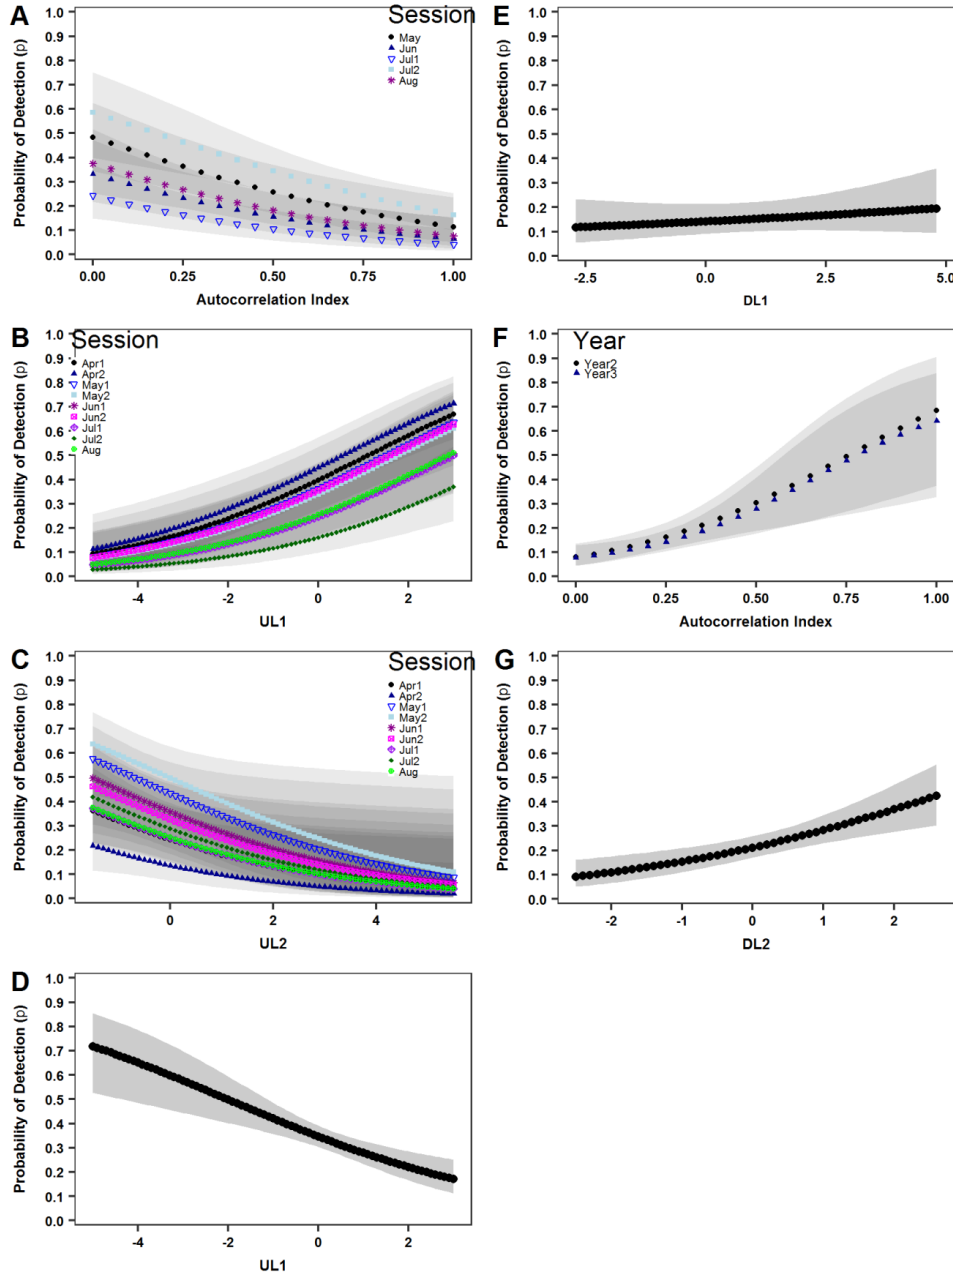 A
Session
May
Jun
Jul1
Jul2
Aug
Probability of Detection (p)
1.0
0.9
0.8
0.7
0.6
0.5
0.4
0.3
0.2
0.1
0.0
0.00 0.25 0.50 0.75 1.00
Autocorrelation Index
E
Probability of Detection (p)
1.0
0.9
0.8
0.7
0.6
0.5
0.4
0.3
0.2
0.1
0.0
-2.5 0.0 2.5 5.0
DL1
B
Session
Apr1
Apr2
May1
May2
Jun1
Jun2
Jul1
Jul2
Aug
Probability of Detection (p)
1.0
0.9
0.8
0.7
0.6
0.5
0.4
0.3
0.2
0.1
0.0
-4 -2 0 2
UL1
F
Year
Year2
Year3
Probability of Detection (p)
1.0
0.9
0.8
0.7
0.6
0.5
0.4
0.3
0.2
0.1
0.0
0.00 0.25 0.50 0.75 1.00
Autocorrelation Index
C
Session
Apr1
Apr2
May1
May2
Jun1
Jun2
Jul1
Jul2
Aug
Probability of Detection (p)
1.0
0.9
0.8
0.7
0.6
0.5
0.4
0.3
0.2
0.1
0.0
0 2 4
UL2
G
Probability of Detection (p)
1.0
0.9
0.8
0.7
0.6
0.5
0.4
0.3
0.2
0.1
0.0
-2 -1 0 1 2
DL2
D
Probability of Detection (p)
1.0
0.9
0.8
0.7
0.6
0.5
0.4
0.3
0.2
0.1
0.0
-4 -2 0 2
UL1